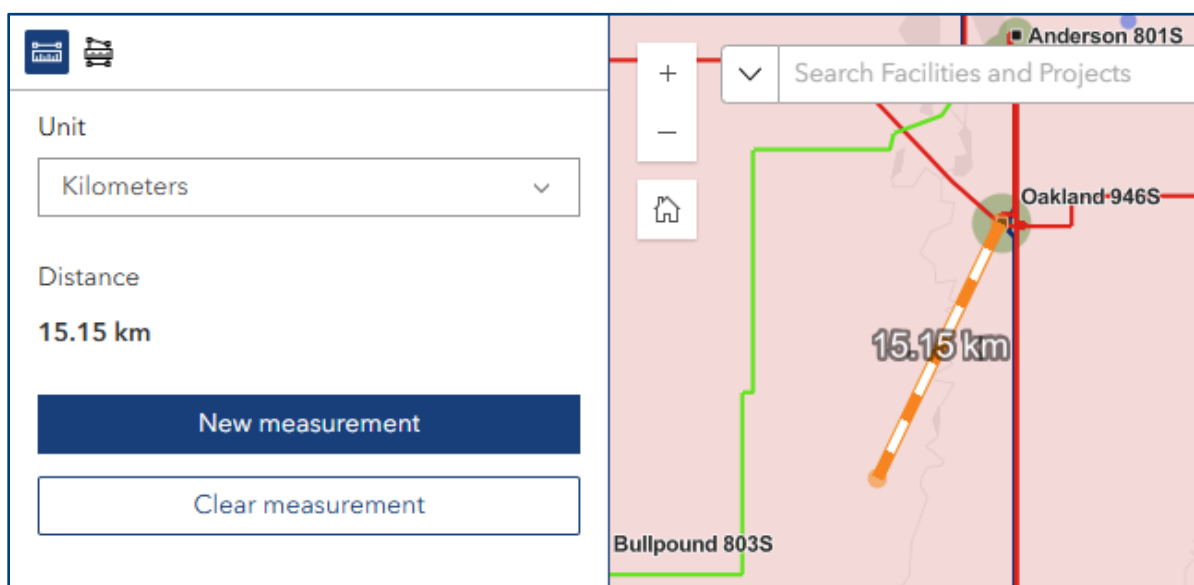 Unit
Kilometers
Distance
15.15 km
New measurement
Clear measurement
Anderson 801S
Search Facilities and Projects
Oakland 946S
15.15 km
Bullpound 803S